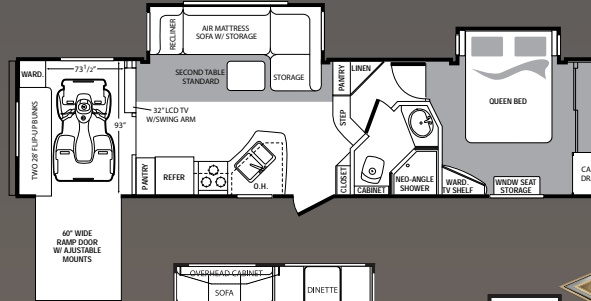 RECLINER
AIR MATTRESS
SOFA W/ STORAGE
WARD.
73 1/2"
SECOND TABLE
STANDARD
STORAGE
PANTRY
LINEN
QUEEN BED
TWO 28" FLIP-UP BUNKS
93"
32" LCD TV
W/SWING ARM
STEP
PANTRY
REFER
O.H.
CLOSET
CABINET
NEO-ANGLE
SHOWER
WARD.
TV SHELF
WNDW SEAT
STORAGE
CA
DR
60" WIDE
RAMP DOOR
W/ AJUSTABLE
MOUNTS
OVERHEAD CABINET
SOFA
DINETTE